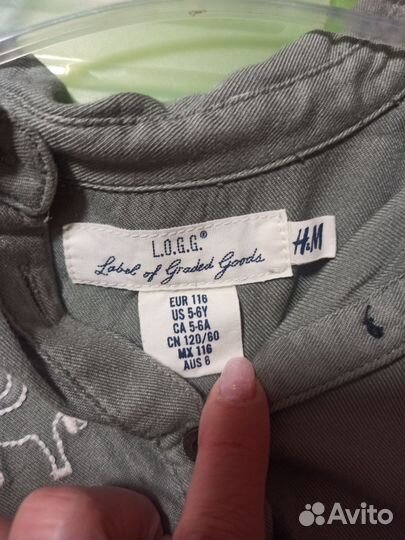 L.O.G.G.®
Label of Graded Goods.
H&M
EUR 116
US 5-6Y
CA 5-6A
CN 120/60
MX 116
AUS 6
Avito